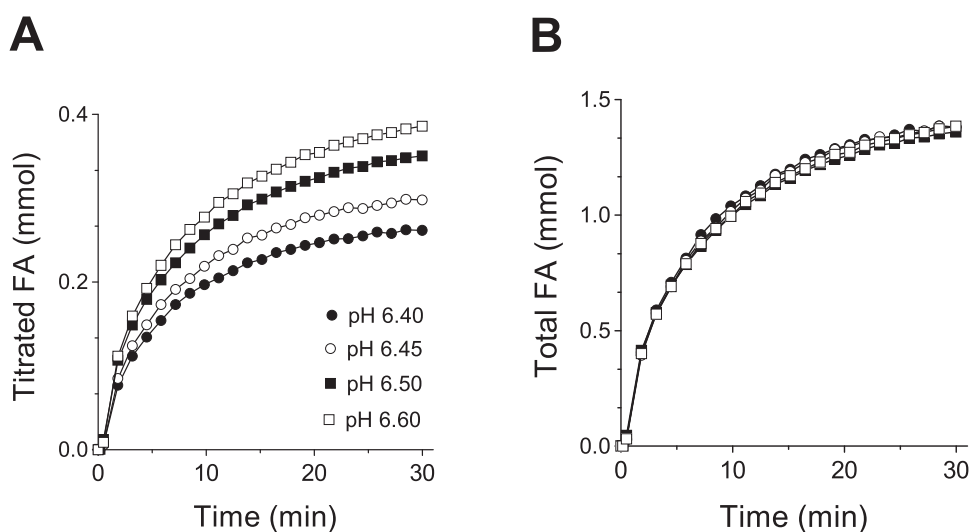 A
Titrated FA (mmol)
0.4
0.2
0.0
0
10
20
30
Time (min)
pH 6.40
pH 6.45
pH 6.50
pH 6.60
B
Total FA (mmol)
1.5
1.0
0.5
0.0
0
10
20
30
Time (min)